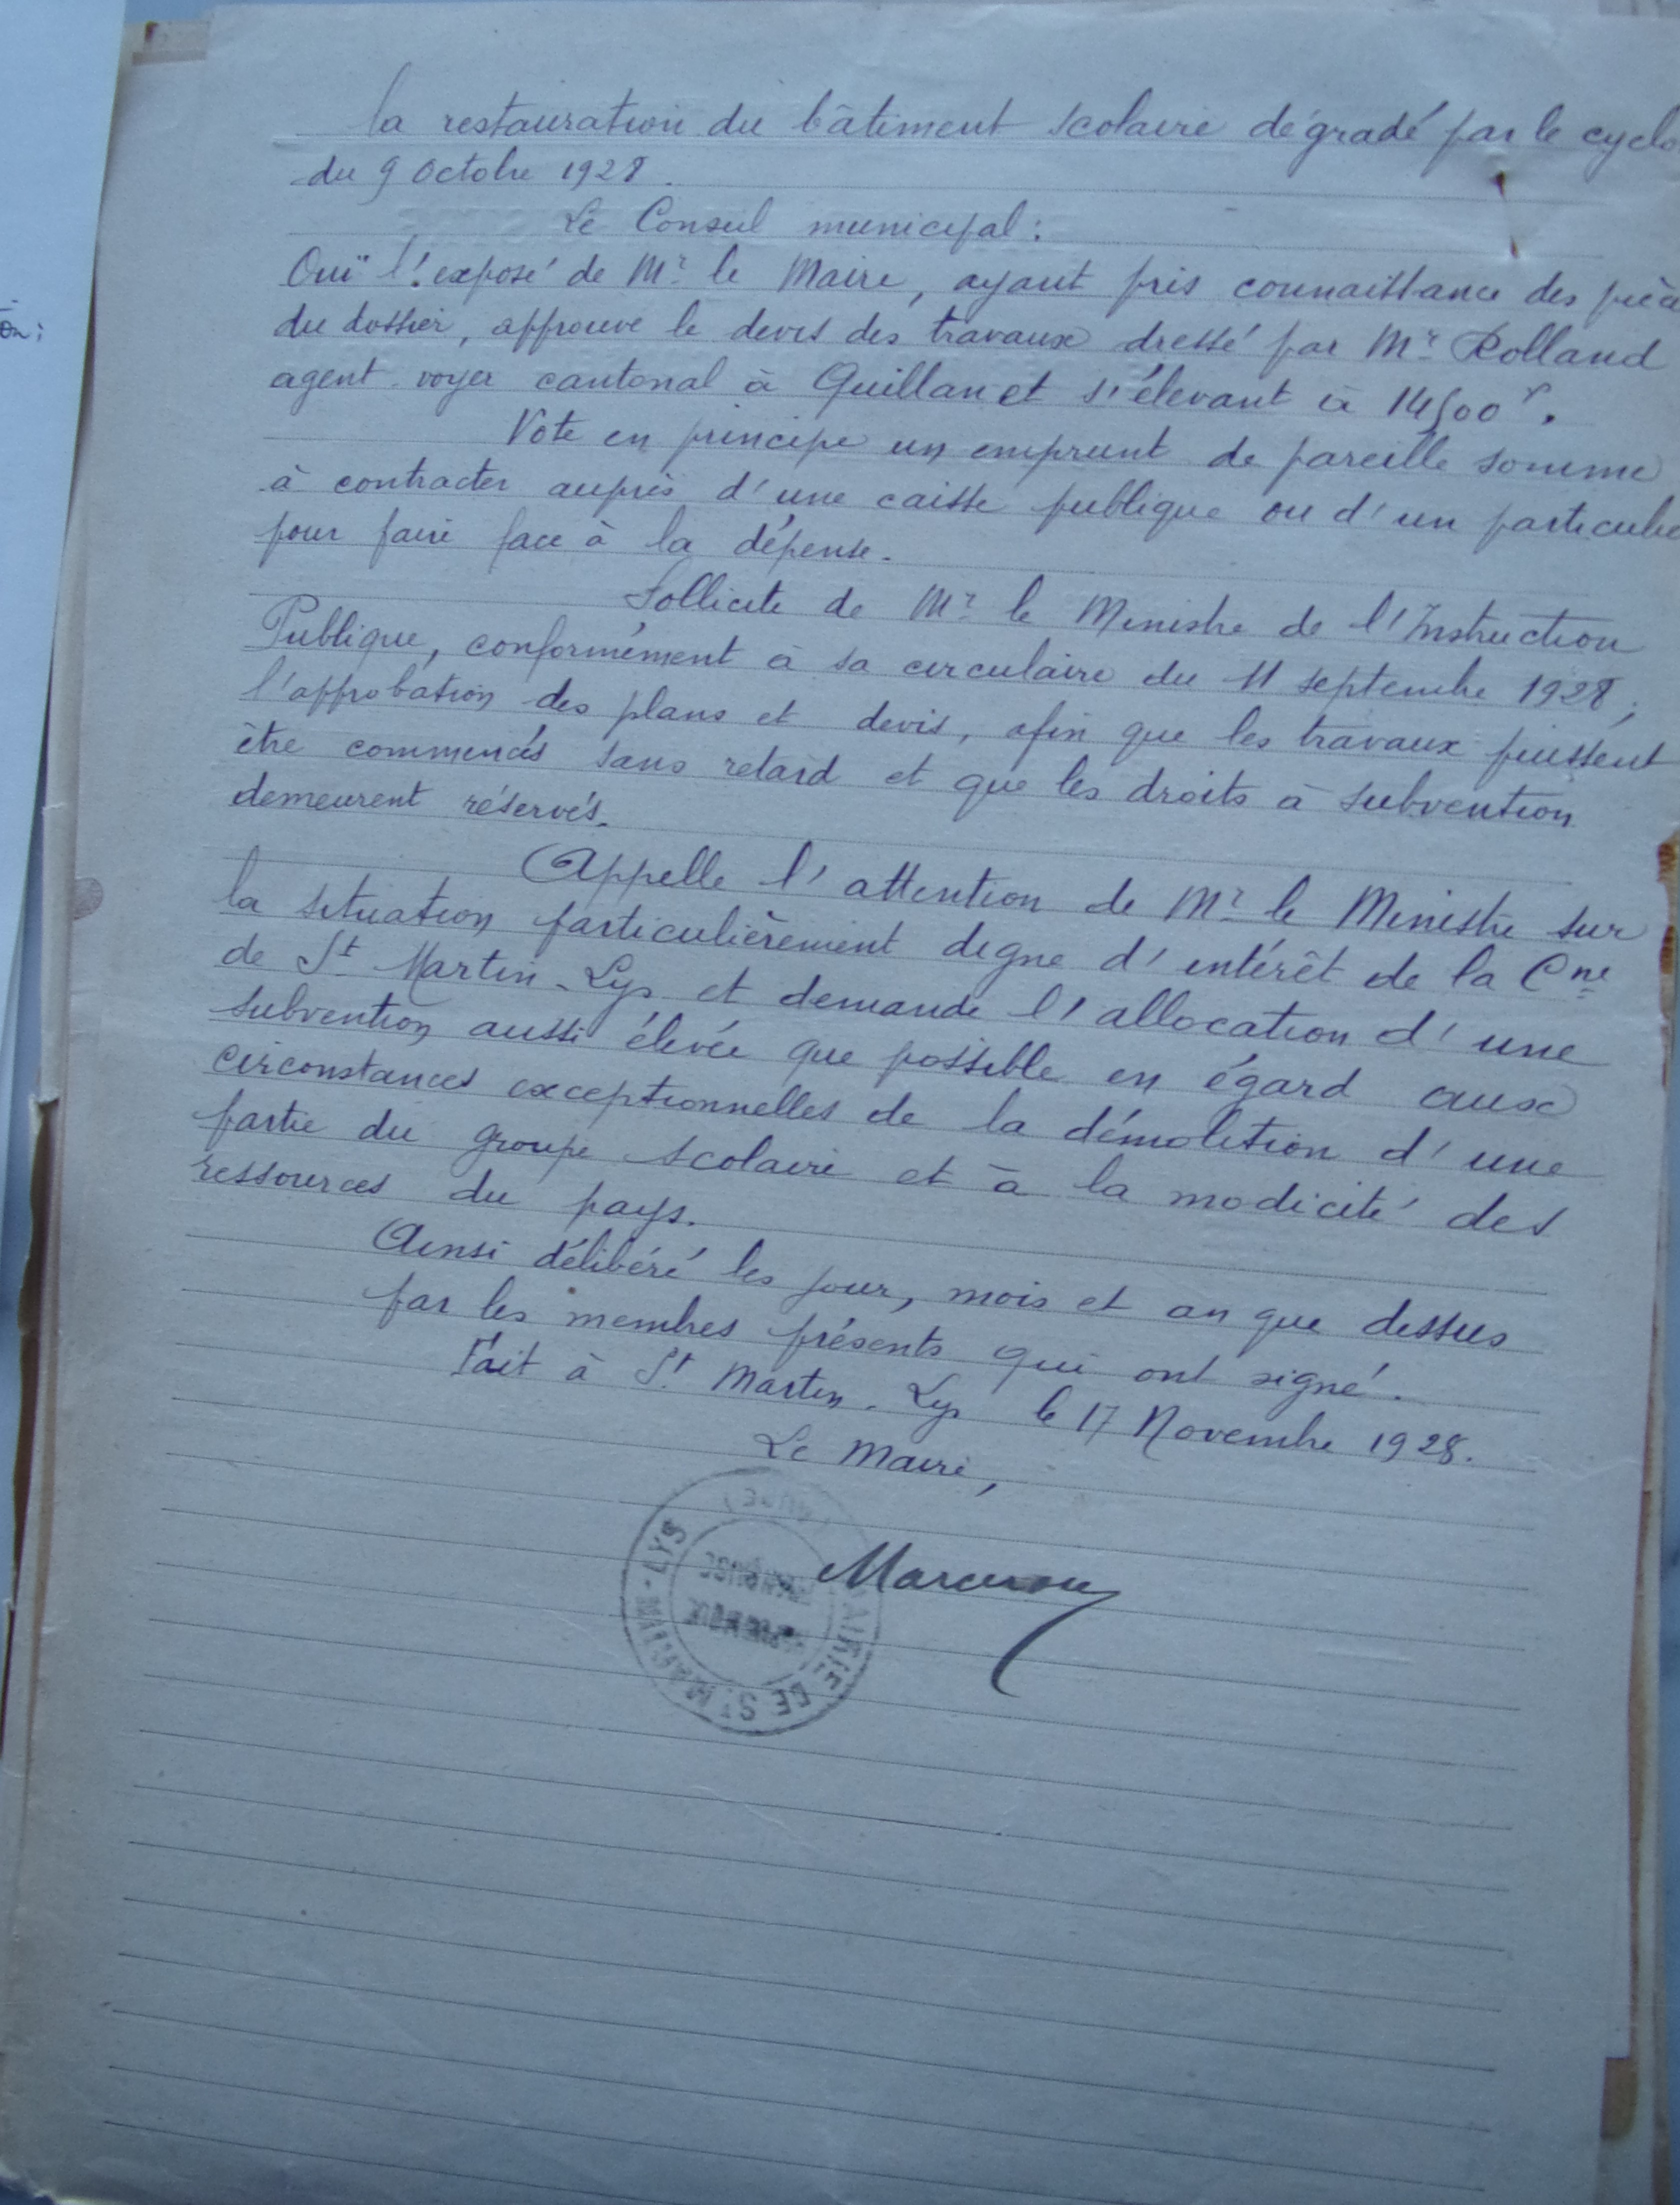 on;
la restauration du bâtiment scolaire dégradé par le cyclo
du 9 Octobre 1928.
Le Conseil municipal:
Ouï l'exposé de Mr le Maire, ayant pris connaissance des piè
du dossier, approuve le devis des travaux dressé par Mr Rolland
agent-voyer cantonal à Quillan et s'élevant à 14500 f.
Vote en principe un emprunt de pareille somme
à contracter auprès d'une caisse publique ou d'un particulie
pour faire face à la dépense.
Sollicite de Mr le Ministre de l'Instruction
Publique, conformément à sa circulaire du 11 septembre 1928;
l'approbation des plans et devis, afin que les travaux puissent
être commencés sans retard et que les droits à subvention
demeurent réservés.
Appelle l'attention de Mr le Ministre sur
la situation particulièrement digne d'intérêt de la Cne
de St Martin-Lys et demande l'allocation d'une
subvention aussi élevée que possible en égard aux
circonstances exceptionnelles de la démolition d'une
partie du groupe scolaire et à la modicité des
ressources du pays.
Ainsi délibéré les jour, mois et an que dessus
par les membres présents qui ont signé.
Fait à St Martin-Lys le 17 Novembre 1928.
Le Maire,
MAIRIE DE ST MARTIN-LYS (AUDE)